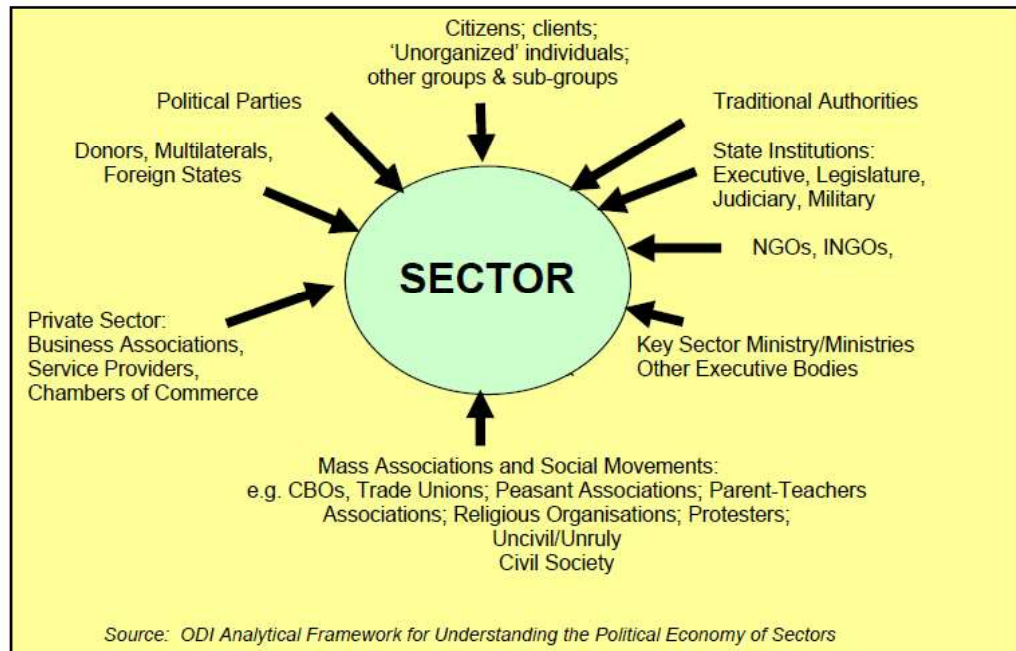 Citizens; clients;
‘Unorganized’ individuals;
other groups & sub-groups
Political Parties
Traditional Authorities
Donors, Multilaterals,
Foreign States
State Institutions:
Executive, Legislature,
Judiciary, Military
NGOs, INGOs,
SECTOR
Private Sector:
Business Associations,
Service Providers,
Chambers of Commerce
Key Sector Ministry/Ministries
Other Executive Bodies
Mass Associations and Social Movements:
e.g. CBOs, Trade Unions; Peasant Associations; Parent-Teachers
Associations; Religious Organisations; Protesters;
Uncivil/Unruly
Civil Society
Source: ODI Analytical Framework for Understanding the Political Economy of Sectors